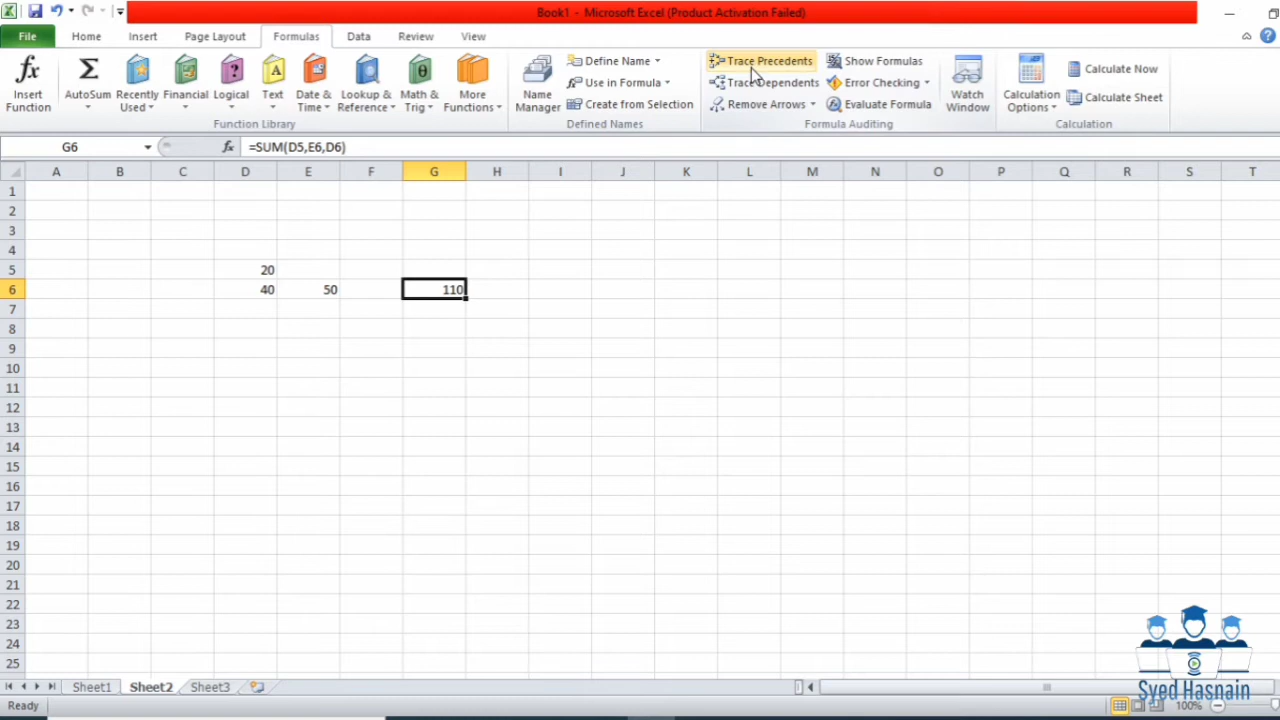 Book1 - Microsoft Excel (Product Activation Failed)
File Home Insert Page Layout Formulas Data Review View
Insert Function
AutoSum
Recently Used
Financial
Logical
Text
Date & Time
Lookup & Reference
Math & Trig
More Functions
Function Library
Name Manager
Define Name
Use in Formula
Create from Selection
Defined Names
Trace Precedents
Trace Dependents
Remove Arrows
Show Formulas
Error Checking
Evaluate Formula
Formula Auditing
Watch Window
Calculation Options
Calculate Now
Calculate Sheet
Calculation
G6 fx =SUM(D5,E6,D6)
A B C D E F G H I J K L M N O P Q R S T
1
2
3
4
5 20
6 40 50 110
7
8
9
10
11
12
13
14
15
16
17
18
19
20
21
22
23
24
25
Syed Hasnain
Sheet1 Sheet2 Sheet3
Ready 100%